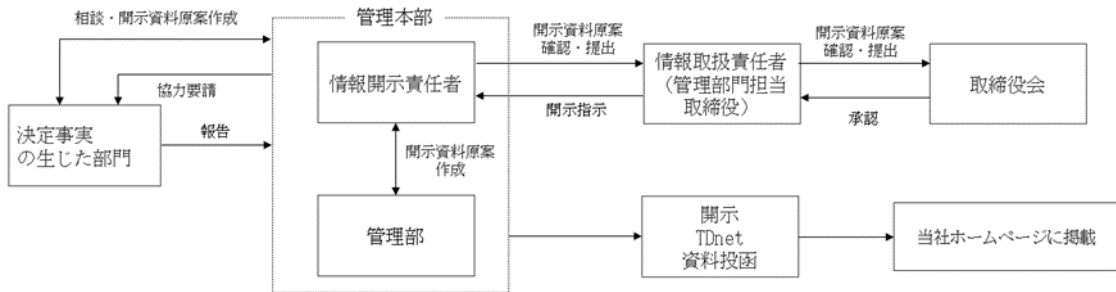 相談・開示資料原案作成
協力要請
決定事実
の生じた部門
報告
管理本部
情報開示責任者
開示資料原案
作成
管理部
開示資料原案
確認・提出
開示指示
情報取扱責任者
（管理部門担当
取締役）
開示資料原案
確認・提出
承認
取締役会
開示
TDnet
資料投函
当社ホームページに掲載